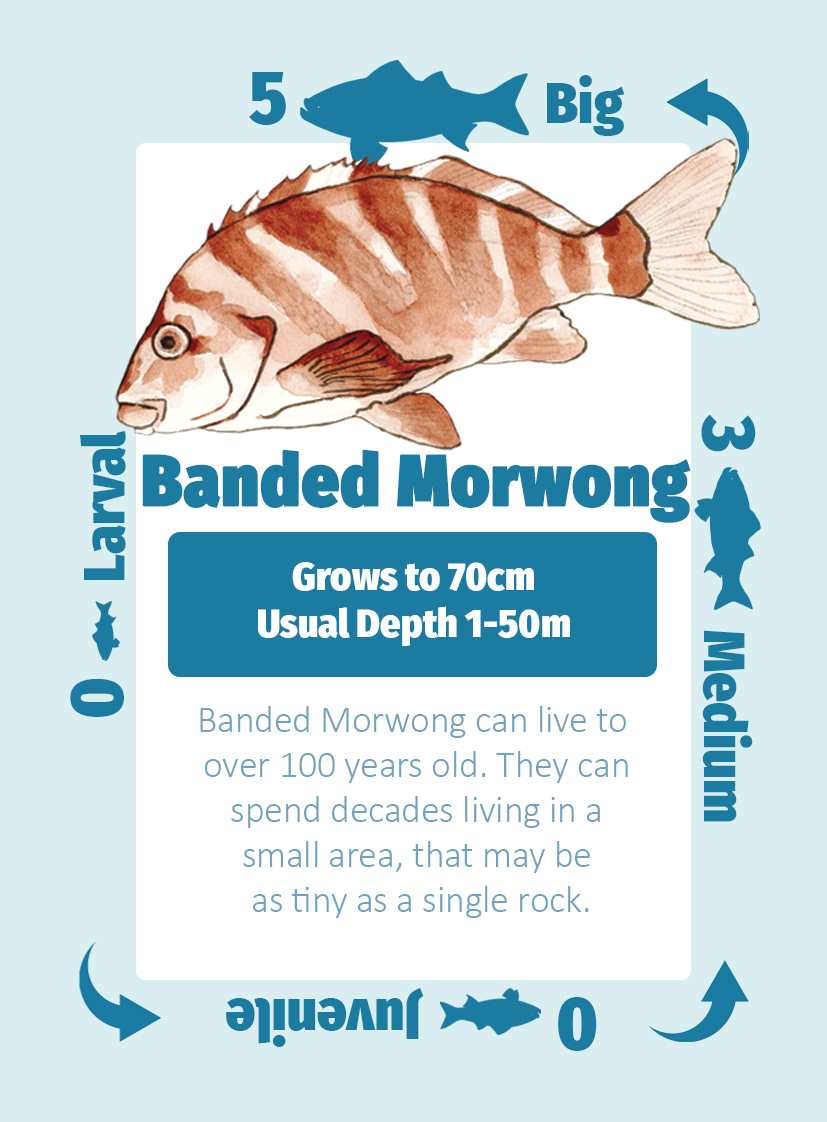 5 Big
Banded Morwong
Grows to 70cm
Usual Depth 1-50m
Banded Morwong can live to
over 100 years old. They can
spend decades living in a
small area, that may be
as tiny as a single rock.
3 Medium
0 Juvenile
0 Larval